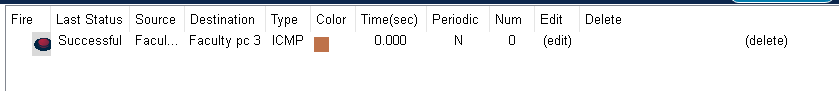 Fire Last Status Source Destination Type Color Time(sec) Periodic Num Edit Delete
Successful Facul... Faculty pc 3 ICMP 0.000 N 0 (edit) (delete)